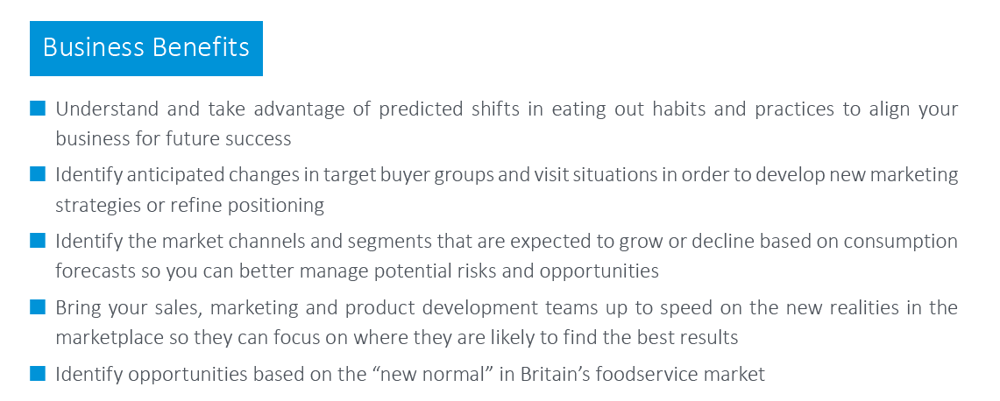 Business Benefits
Understand and take advantage of predicted shifts in eating out habits and practices to align your
business for future success
Identify anticipated changes in target buyer groups and visit situations in order to develop new marketing
strategies or refine positioning
Identify the market channels and segments that are expected to grow or decline based on consumption
forecasts so you can better manage potential risks and opportunities
Bring your sales, marketing and product development teams up to speed on the new realities in the
marketplace so they can focus on where they are likely to find the best results
Identify opportunities based on the “new normal” in Britain’s foodservice market